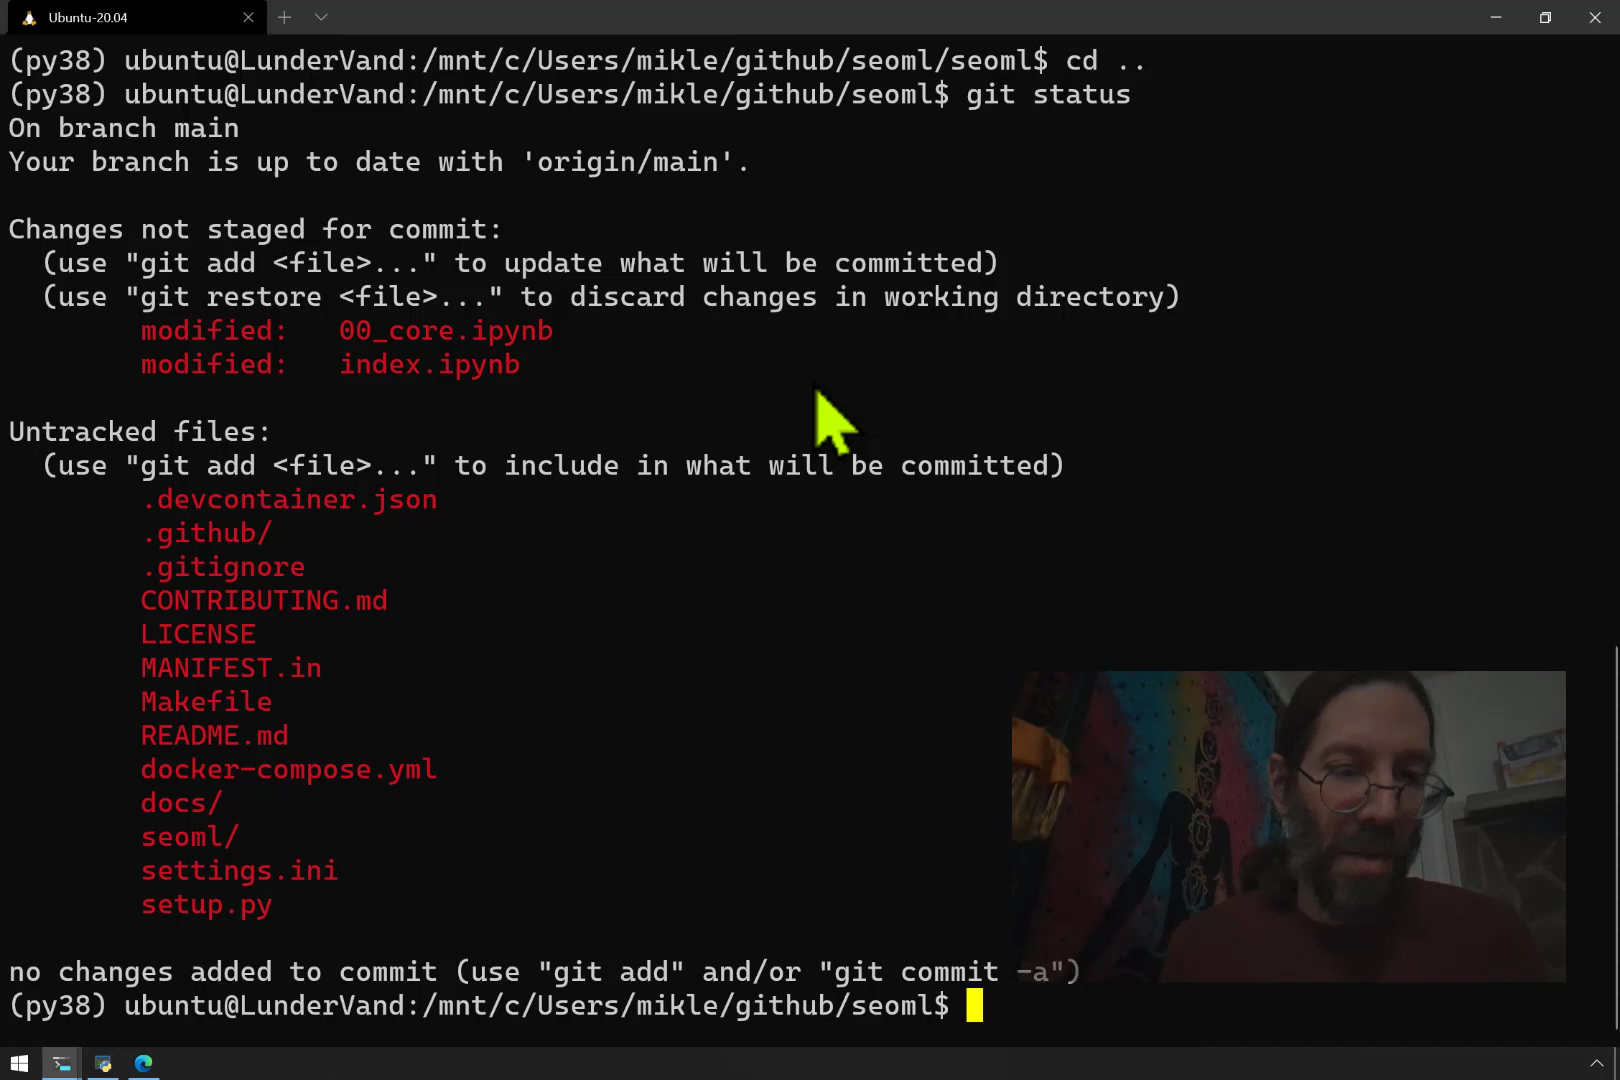 Ubuntu-20.04
(py38) ubuntu@LunderVand:/mnt/c/Users/mikle/github/seoml/seoml$ cd ..
(py38) ubuntu@LunderVand:/mnt/c/Users/mikle/github/seoml$ git status
On branch main
Your branch is up to date with 'origin/main'.
Changes not staged for commit:
(use "git add <file>..." to update what will be committed)
(use "git restore <file>..." to discard changes in working directory)
modified: 00_core.ipynb
modified: index.ipynb
Untracked files:
(use "git add <file>..." to include in what will be committed)
.devcontainer.json
.github/
.gitignore
CONTRIBUTING.md
LICENSE
MANIFEST.in
Makefile
README.md
docker-compose.yml
docs/
seoml/
settings.ini
setup.py
no changes added to commit (use "git add" and/or "git commit -a")
(py38) ubuntu@LunderVand:/mnt/c/Users/mikle/github/seoml$